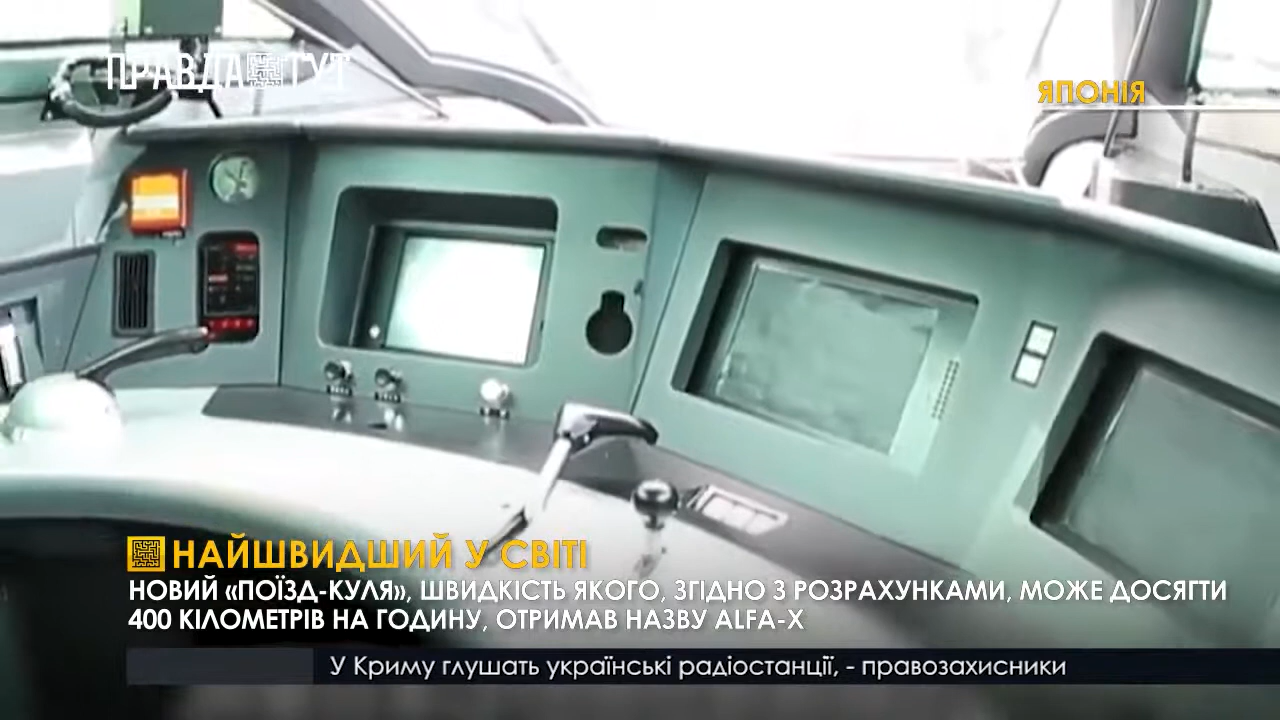 ПРАВДА ТУТ
ЯПОНІЯ
НАЙШВИДШИЙ У СВІТІ
НОВИЙ «ПОЇЗД-КУЛЯ», ШВИДКІСТЬ ЯКОГО, ЗГІДНО З РОЗРАХУНКАМИ, МОЖЕ ДОСЯГТИ
400 КІЛОМЕТРІВ НА ГОДИНУ, ОТРИМАВ НАЗВУ ALFA-X
У Криму глушать українські радіостанції, - правозахисники